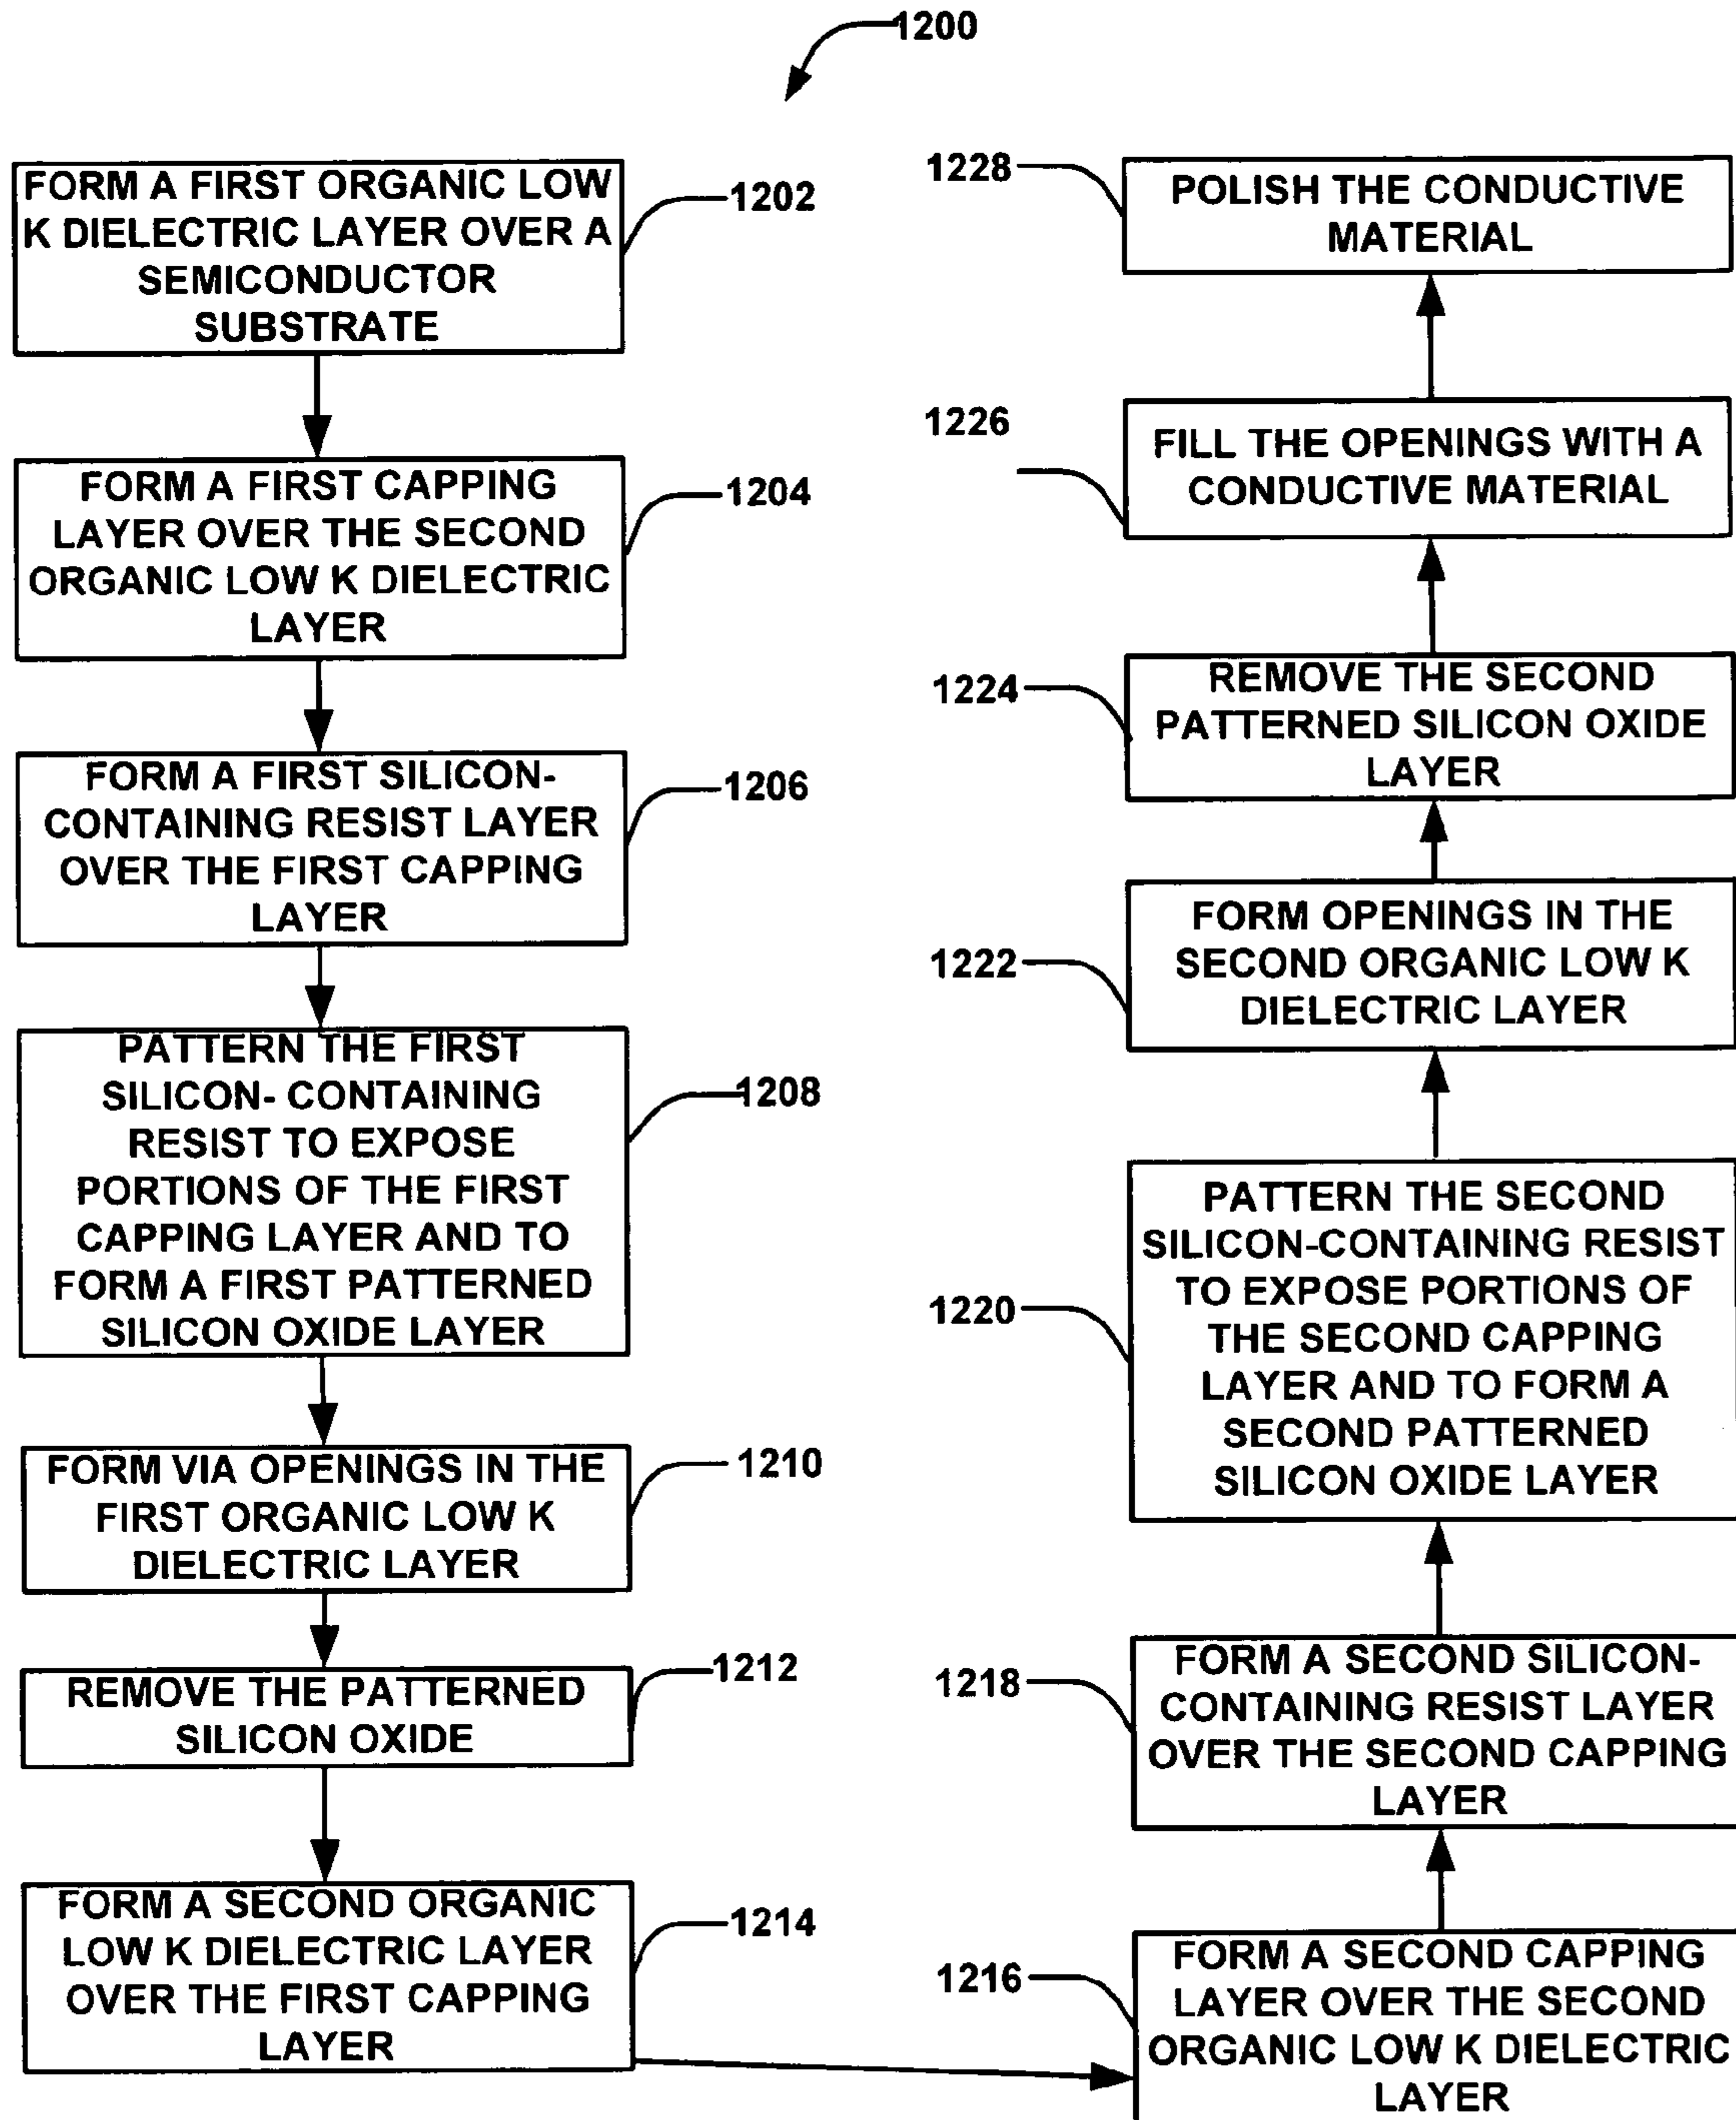 1200
FORM A FIRST ORGANIC LOW
K DIELECTRIC LAYER OVER A
SEMICONDUCTOR
SUBSTRATE
1202
FORM A FIRST CAPPING
LAYER OVER THE SECOND
ORGANIC LOW K DIELECTRIC
LAYER
1204
FORM A FIRST SILICON-
CONTAINING RESIST LAYER
OVER THE FIRST CAPPING
LAYER
1206
PATTERN THE FIRST
SILICON- CONTAINING
RESIST TO EXPOSE
PORTIONS OF THE FIRST
CAPPING LAYER AND TO
FORM A FIRST PATTERNED
SILICON OXIDE LAYER
1208
FORM VIA OPENINGS IN THE
FIRST ORGANIC LOW K
DIELECTRIC LAYER
1210
REMOVE THE PATTERNED
SILICON OXIDE
1212
FORM A SECOND ORGANIC
LOW K DIELECTRIC LAYER
OVER THE FIRST CAPPING
LAYER
1214
1216
FORM A SECOND CAPPING
LAYER OVER THE SECOND
ORGANIC LOW K DIELECTRIC
LAYER
1218
FORM A SECOND SILICON-
CONTAINING RESIST LAYER
OVER THE SECOND CAPPING
LAYER
1220
PATTERN THE SECOND
SILICON-CONTAINING RESIST
TO EXPOSE PORTIONS OF
THE SECOND CAPPING
LAYER AND TO FORM A
SECOND PATTERNED
SILICON OXIDE LAYER
1222
FORM OPENINGS IN THE
SECOND ORGANIC LOW K
DIELECTRIC LAYER
1224
REMOVE THE SECOND
PATTERNED SILICON OXIDE
LAYER
1226
FILL THE OPENINGS WITH A
CONDUCTIVE MATERIAL
1228
POLISH THE CONDUCTIVE
MATERIAL